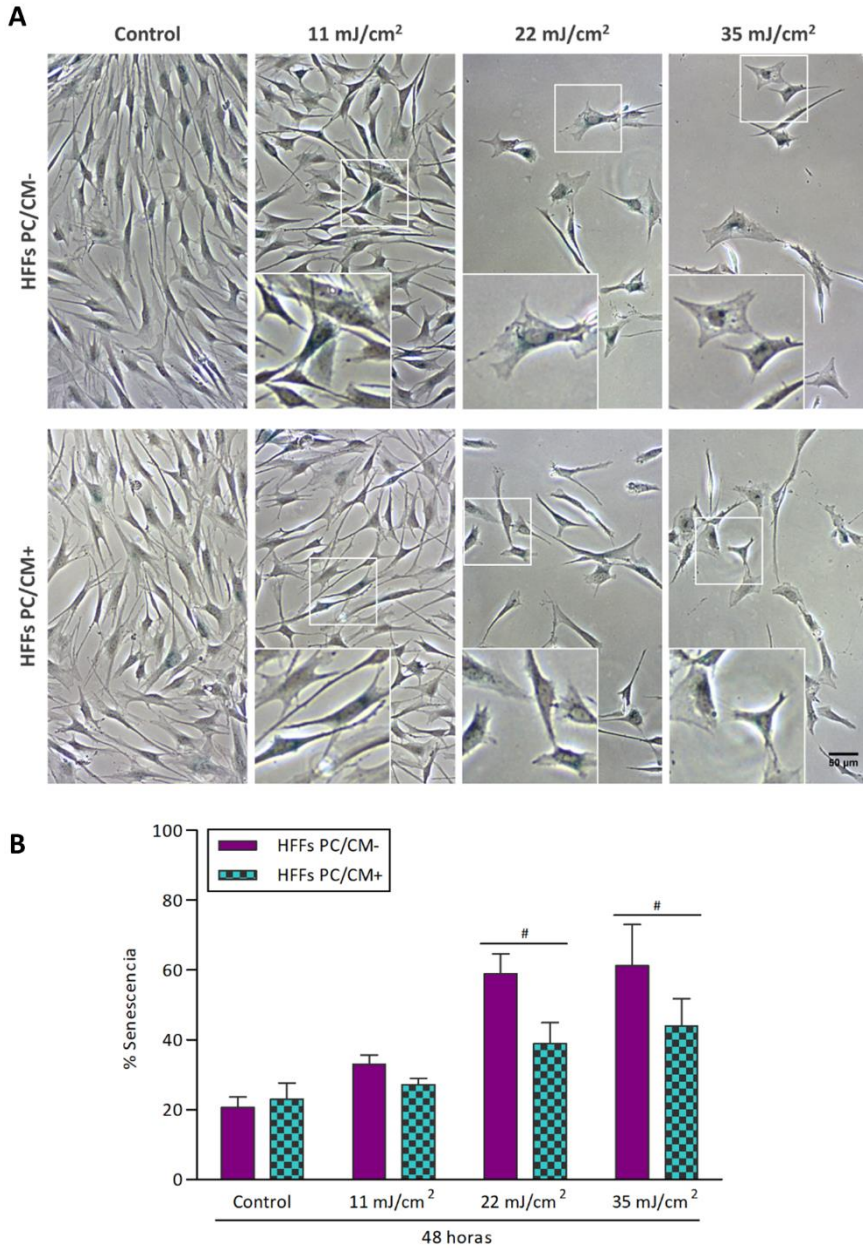 A
Control
11 mJ/cm²
22 mJ/cm²
35 mJ/cm²
HFFs PC/CM-
HFFs PC/CM+
50 µm
B
HFFs PC/CM-
HFFs PC/CM+
% Senescencia
100
80
60
40
20
0
#
#
Control
11 mJ/cm²
22 mJ/cm²
35 mJ/cm²
48 horas